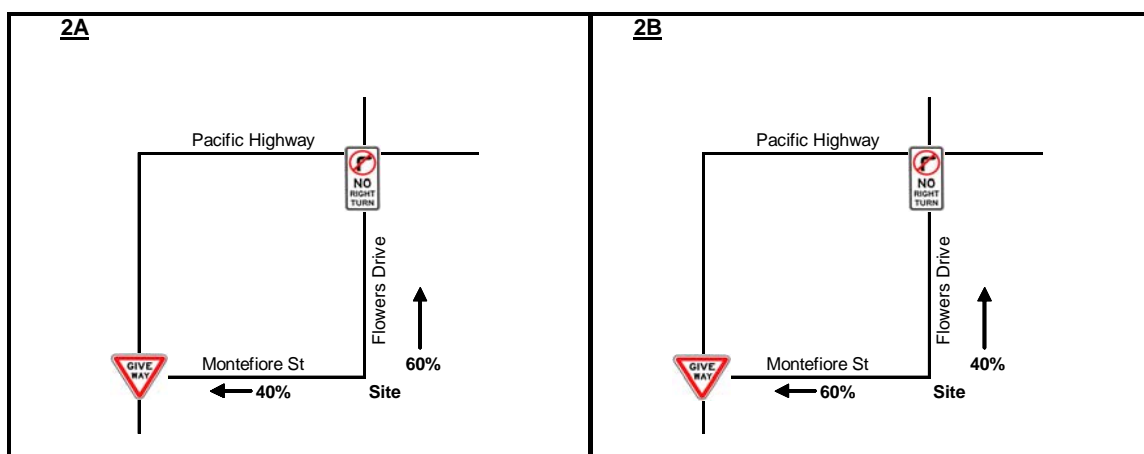 2A
Pacific Highway
NO
RIGHT
TURN
Flowers Drive
60%
GIVE
WAY
Montefiore St
40%
Site
2B
Pacific Highway
NO
RIGHT
TURN
Flowers Drive
40%
GIVE
WAY
Montefiore St
60%
Site